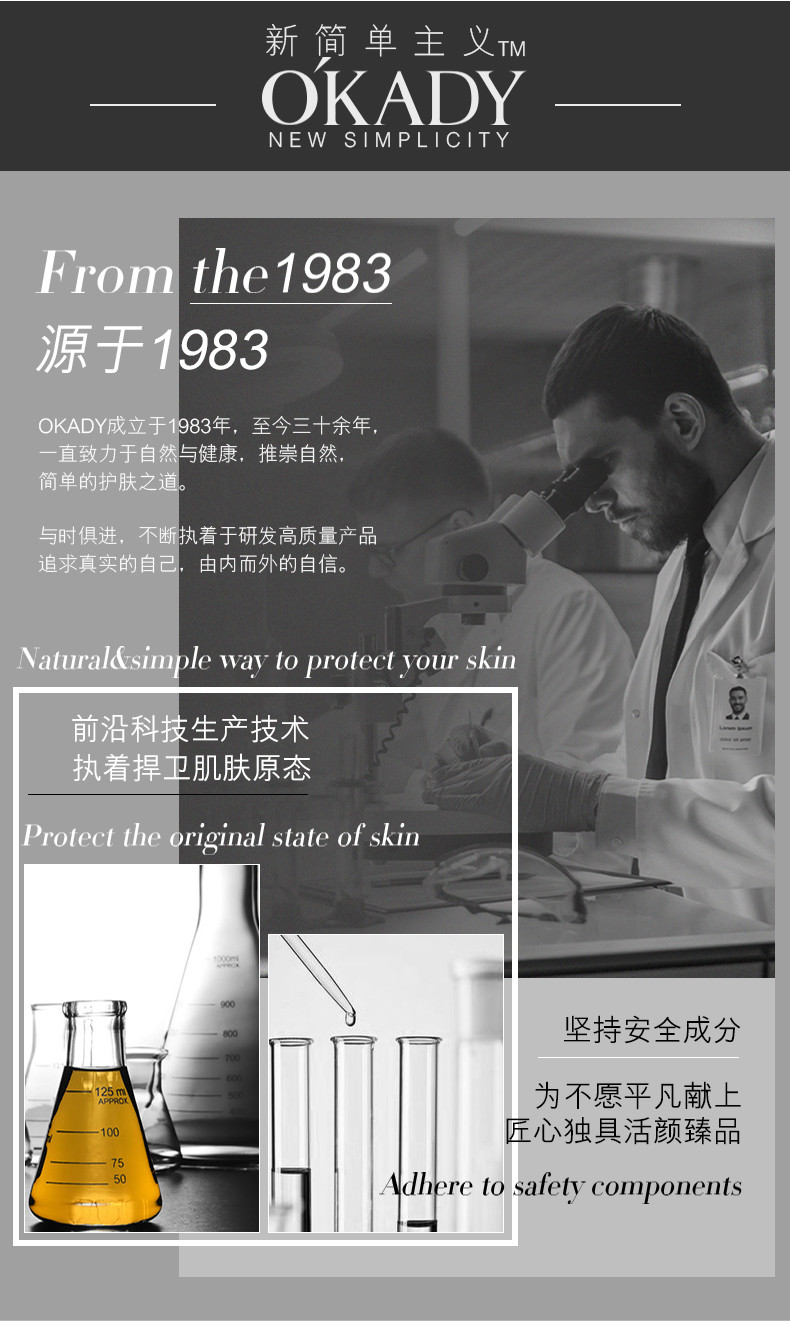 新简单主义TM
O'KADY
NEW SIMPLICITY
From the1983
源于1983
OKADY成立于1983年，至今三十余年，
一直致力于自然与健康，推崇自然，
简单的护肤之道。
与时俱进，不断执着于研发高质量产品
追求真实的自己，由内而外的自信。
Natural&simple way to protect your skin
前沿科技生产技术
执着捍卫肌肤原态
Protect the original state of skin
Lorem Ipsum
1000ml
APPROX
900
800
700
600
500
400
125 ml
APPROX
100
75
50
坚持安全成分
为不愿平凡献上
匠心独具活颜臻品
Adhere to safety components